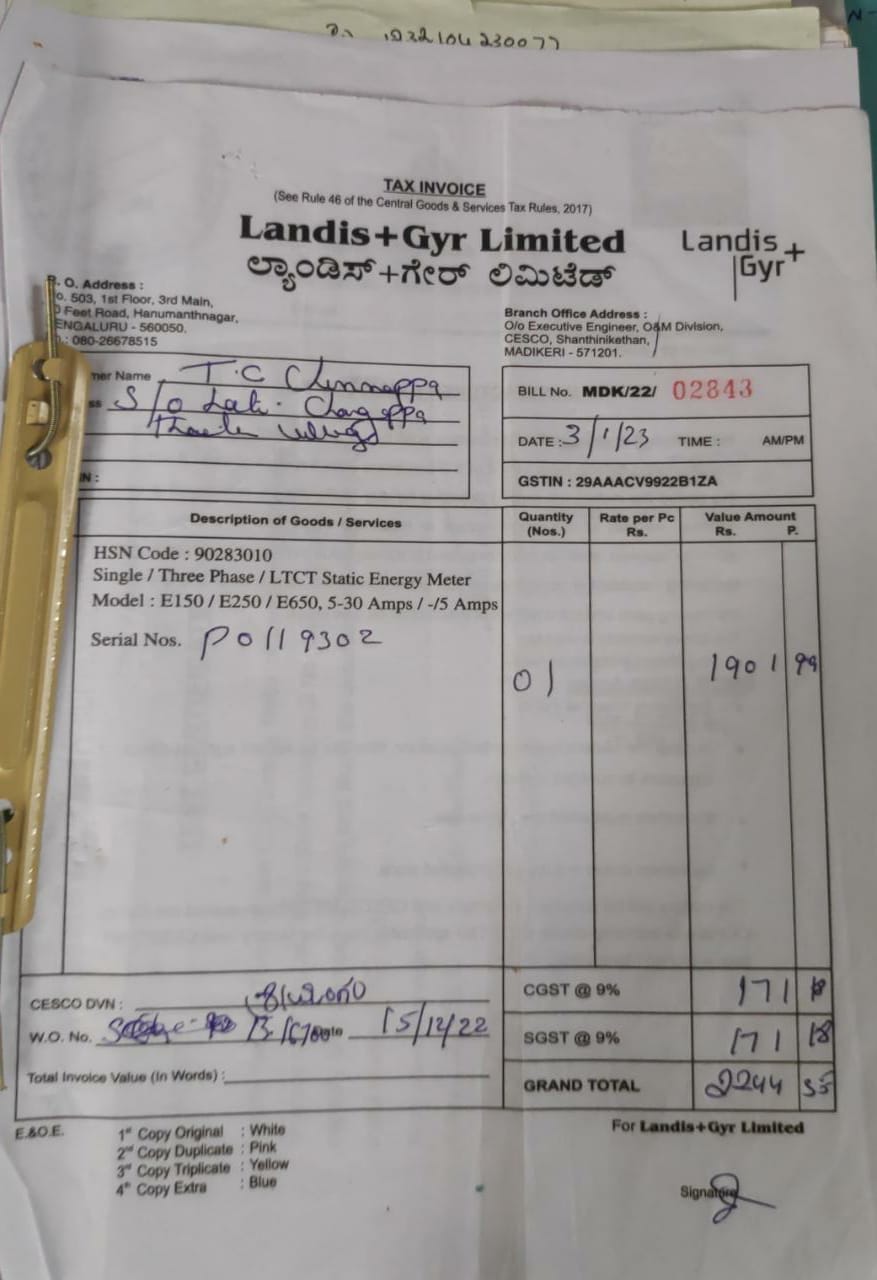 1922104230077
TAX INVOICE
(See Rule 46 of the Central Goods & Services Tax Rules, 2017)
Landis+Gyr Limited
ಲ್ಯಾಂಡಿಸ್+ಗೇರ್ ಲಿಮಿಟೆಡ್
Landis
Gyr+
. O. Address :
o. 503, 1st Floor, 3rd Main,
Feet Road, Hanumanthnagar,
ENGALURU - 560050.
.: 080-26678515
Branch Office Address :
O/o Executive Engineer, O&M Division,
CESCO, Shanthinikethan,
MADIKERI - 571201.
mer Name T.C Chinnappa
ss S/o Late. Changappa
N :
BILL No. MDK/22/ 02843
DATE : 3/1/23 TIME : AM/PM
GSTIN : 29AAACV9922B1ZA
Description of Goods / Services Quantity (Nos.) Rate per Pc Rs. Value Amount Rs. P.
HSN Code : 90283010
Single / Three Phase / LTCT Static Energy Meter
Model : E150 / E250 / E650, 5-30 Amps / -/5 Amps
Serial Nos. P0119302
01 1901 99
CESCO DVN :
CGST @ 9% 171 18
W.O. No. Date 15/12/22
SGST @ 9% 171 18
Total Invoice Value (In Words) :
GRAND TOTAL 2244 35
E.&O.E.
1st Copy Original : White
2nd Copy Duplicate : Pink
3rd Copy Triplicate : Yellow
4th Copy Extra : Blue
For Landis+Gyr Limited
Signature